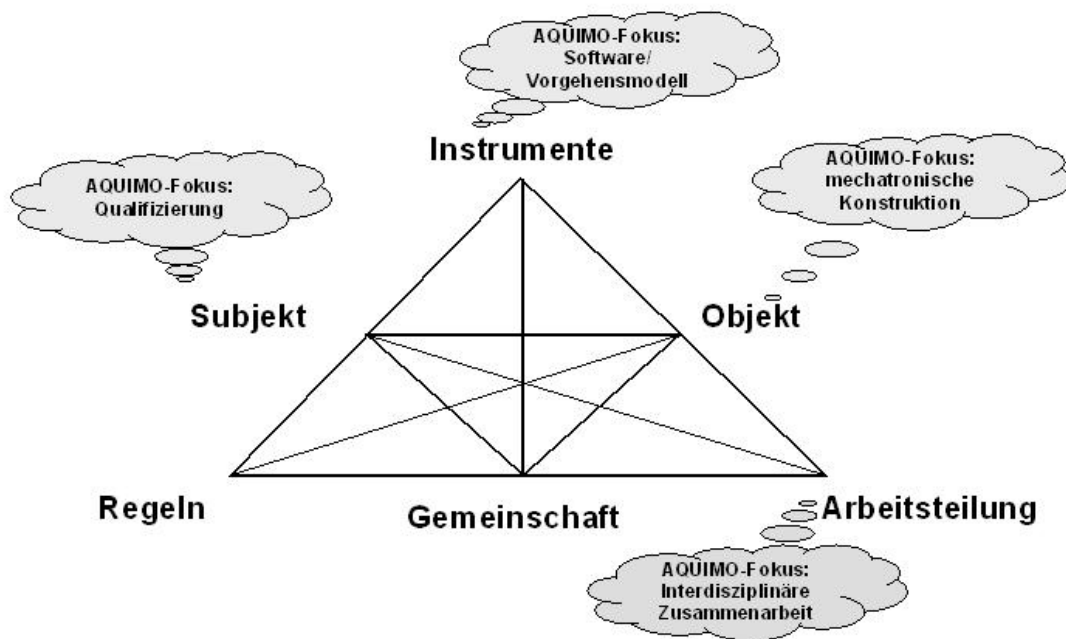 AQUIMO-Fokus:
Software/
Vorgehensmodell
Instrumente
AQUIMO-Fokus:
Qualifizierung
AQUIMO-Fokus:
mechatronische
Konstruktion
Subjekt
Objekt
Regeln
Gemeinschaft
Arbeitsteilung
AQUIMO-Fokus:
Interdisziplinäre
Zusammenarbeit